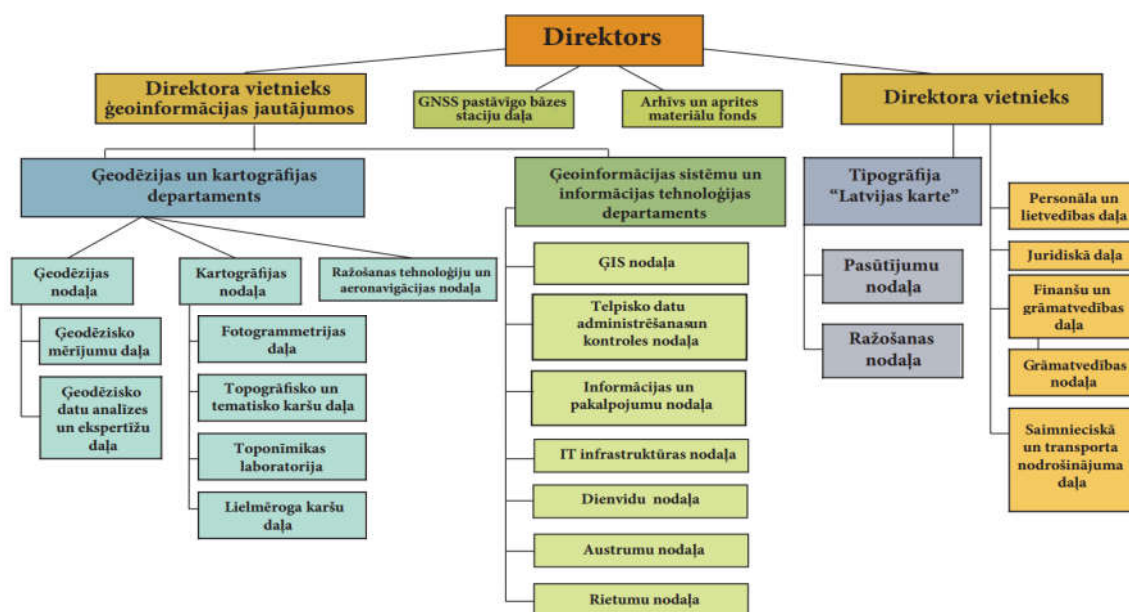 Direktors
Direktora vietnieks
ģeoinformācijas jautājumos
GNSS pastāvīgo bāzes
staciju daļa
Arhīvs un aprites
materiālu fonds
Direktora vietnieks
Ģeodēzijas un kartogrāfijas
departaments
Ģeodēzijas
nodaļa
Ģeodēzisko
mērījumu daļa
Ģeodēzisko
datu analīzes
un ekspertīžu
daļa
Kartogrāfijas
nodaļa
Fotogrammetrijas
daļa
Topogrāfisko un
tematisko karšu daļa
Toponīmikas
laboratorija
Lielmēroga karšu
daļa
Ražošanas tehnoloģiju un
aeronavigācijas nodaļa
Ģeoinformācijas sistēmu un
informācijas tehnoloģijas
departaments
ĢIS nodaļa
Telpisko datu
administrēšanasun
kontroles nodaļa
Informācijas un
pakalpojumu nodaļa
IT infrastruktūras nodaļa
Dienvidu nodaļa
Austrumu nodaļa
Rietumu nodaļa
Tipogrāfija
“Latvijas karte”
Pasūtījumu
nodaļa
Ražošanas
nodaļa
Personāla un
lietvedības daļa
Juridiskā daļa
Finanšu un
grāmatvedības
daļa
Grāmatvedības
nodaļa
Saimnieciskā
un transporta
nodrošinājuma
daļa